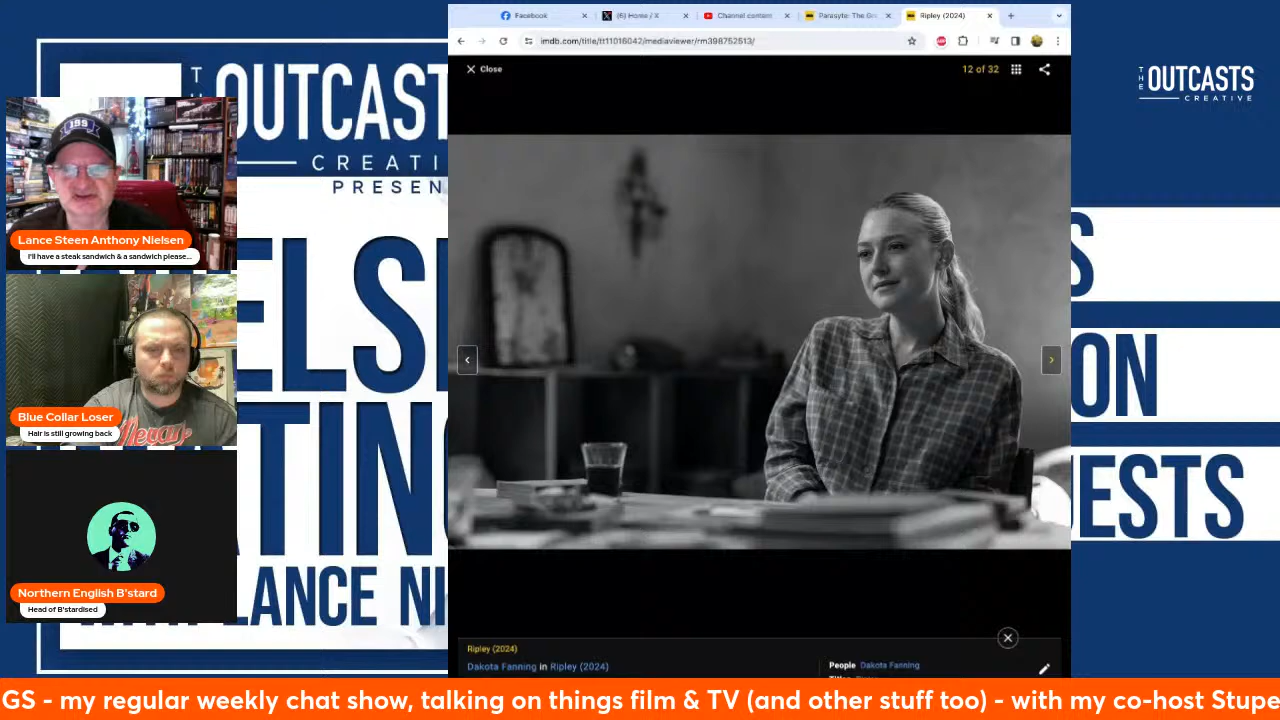 Facebook
(6) Home / X
Channel content
Parasyte: The Gre
Ripley (2024)
imdb.com/title/tt11016042/mediaviewer/rm398752513/
Close
12 of 32
Ripley (2024)
Dakota Fanning in Ripley (2024)
People Dakota Fanning
THE
OUTCASTS
CREATIVE
T
OUTCAST
CREATI
PRESEN
ELS
TIN
LANCE NI
S
ON
ESTS
155
Lance Steen Anthony Nielsen
I'll have a steak sandwich & a sandwich please...
Blue Collar Loser
Hair is still growing back
Northern English B'stard
Head of B'stardised
GS - my regular weekly chat show, talking on things film & TV (and other stuff too) - with my co-host Stupe